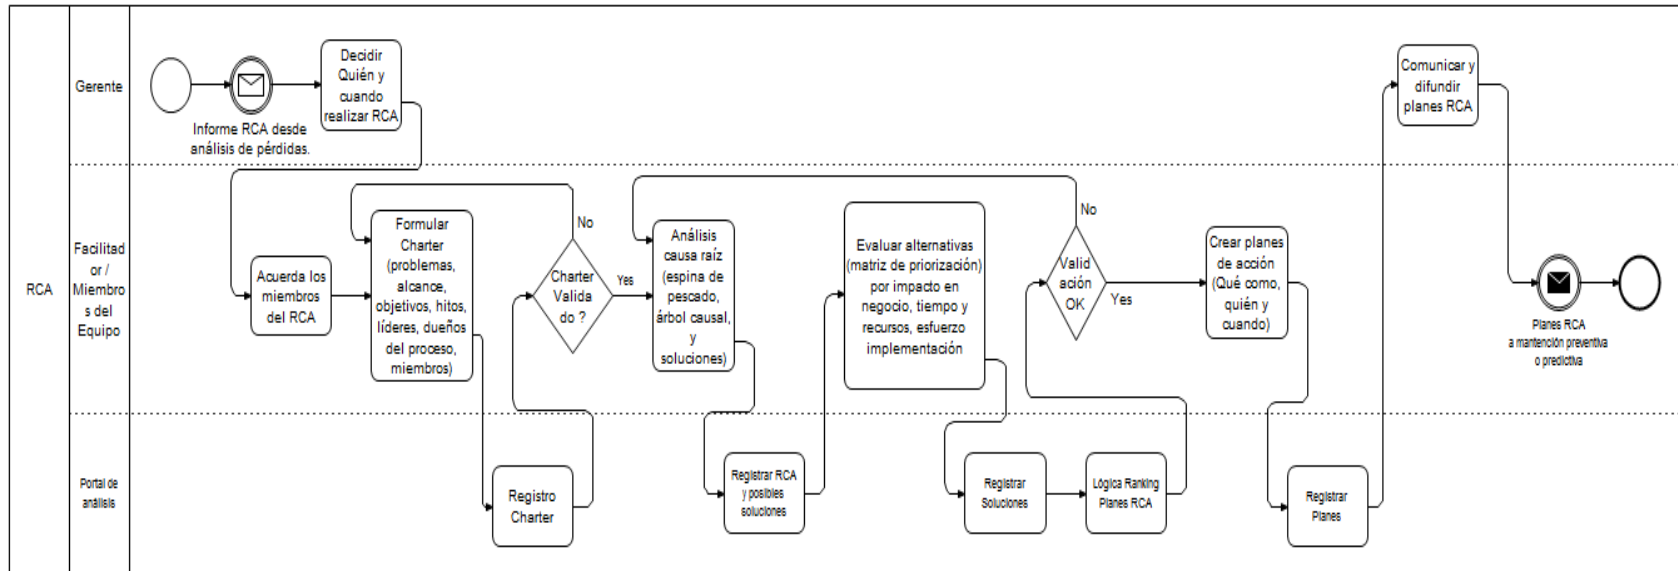 RCA
Gerente
Informe RCA desde
análisis de pérdidas.
Decidir
Quién y
cuando
realizar RCA
Comunicar y
difundir
planes RCA
Facilitad
or /
Miembro
s del
Equipo
Acuerda los
miembros
del RCA
Formular
Charter
(problemas,
alcance,
objetivos, hitos,
líderes, dueños
del proceso,
miembros)
No
Charter
Valida
do ?
Yes
Análisis
causa raíz
(espina de
pescado,
árbol causal,
y
soluciones)
Evaluar alternativas
(matriz de priorización)
por impacto en
negocio, tiempo y
recursos, esfuerzo
implementación
No
Valid
ación
OK
Yes
Crear planes
de acción
(Qué como,
quién y
cuando)
Planes RCA
a mantención preventiva
o predictiva
Portal de
análisis
Registro
Charter
Registrar RCA
y posibles
soluciones
Registrar
Soluciones
Lógica Ranking
Planes RCA
Registrar
Planes